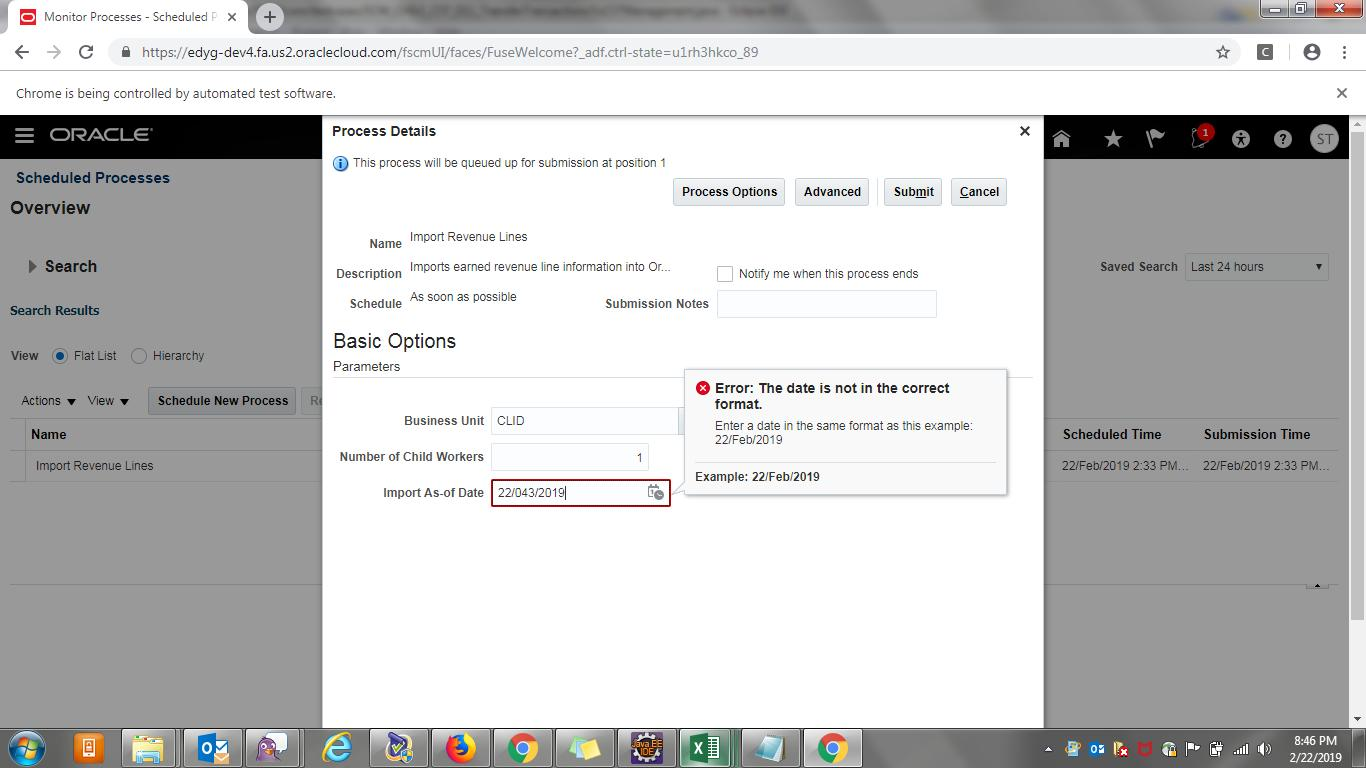 Monitor Processes - Scheduled P
https://edyg-dev4.fa.us2.oraclecloud.com/fscmUI/faces/FuseWelcome?_adf.ctrl-state=u1rh3hkco_89
C
Chrome is being controlled by automated test software.
ORACLE
1
ST
Scheduled Processes
Overview
Search
Saved Search Last 24 hours
Search Results
View Flat List Hierarchy
Actions View Schedule New Process Re
Name Scheduled Time Submission Time
Import Revenue Lines 22/Feb/2019 2:33 PM... 22/Feb/2019 2:33 PM...
Process Details
This process will be queued up for submission at position 1
Process Options Advanced Submit Cancel
Name Import Revenue Lines
Description Imports earned revenue line information into Or...
Notify me when this process ends
Schedule As soon as possible
Submission Notes
Basic Options
Parameters
Business Unit CLID
Number of Child Workers 1
Import As-of Date 22/043/2019
Error: The date is not in the correct
format.
Enter a date in the same format as this example:
22/Feb/2019
Example: 22/Feb/2019
Java EE
IDE
8:46 PM
2/22/2019